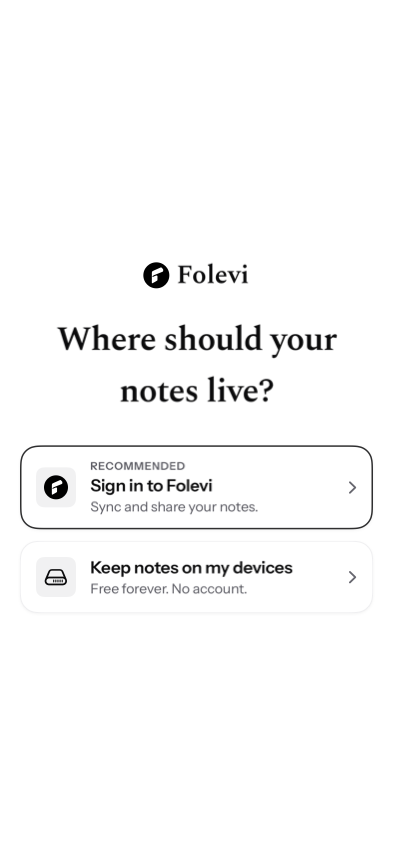 Folevi
Where should your
notes live?
RECOMMENDED
Sign in to Folevi
Sync and share your notes.
Keep notes on my devices
Free forever. No account.